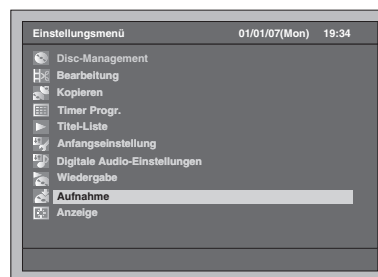 Einstellungsmenü 01/01/07(Mon) 19:34
Disc-Management
Bearbeitung
Kopieren
Timer Progr.
Titel-Liste
Anfangseinstellung
Digitale Audio-Einstellungen
Wiedergabe
Aufnahme
Anzeige